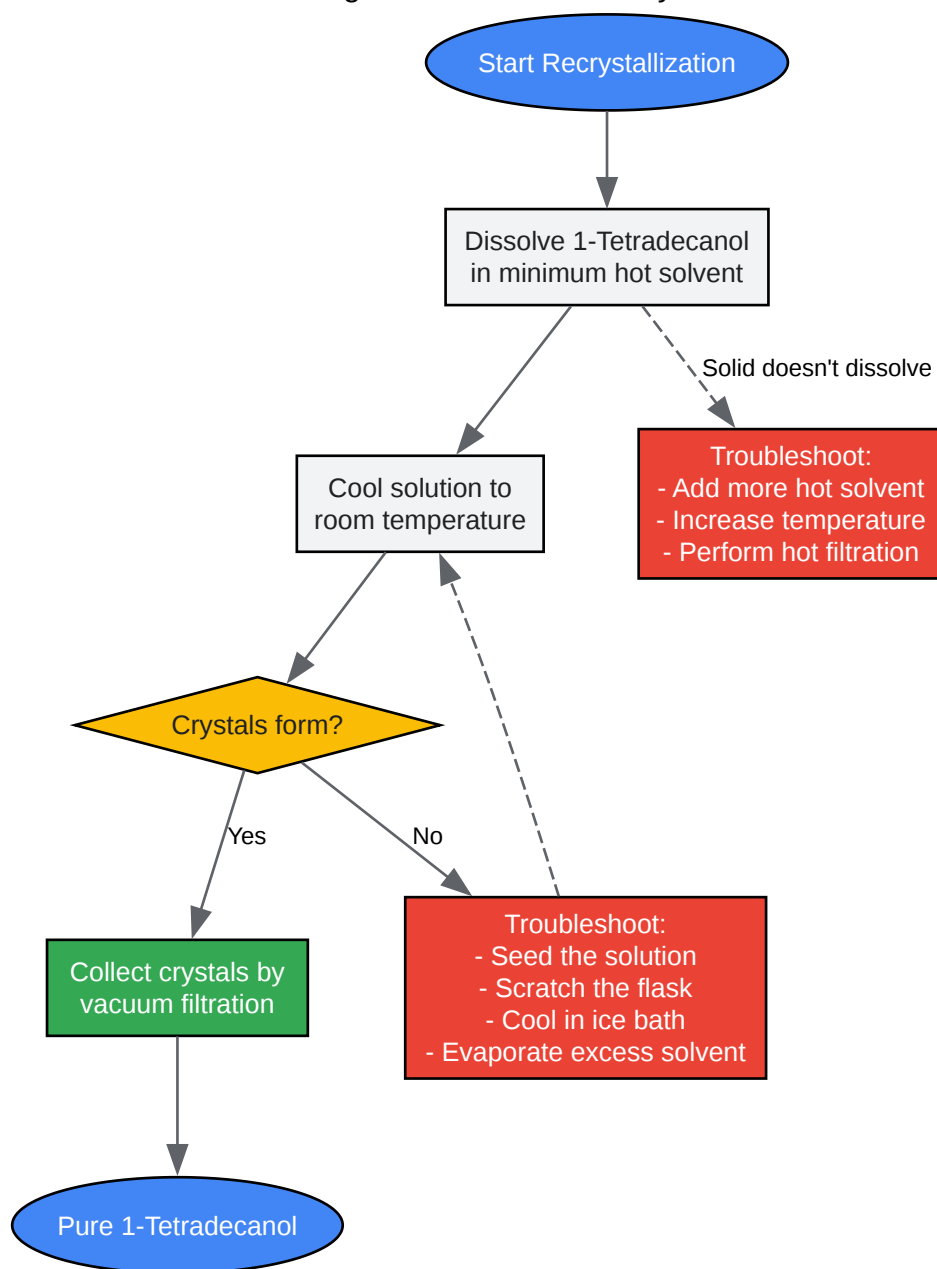 Start Recrystallization
Dissolve 1-Tetradecanol
in minimum hot solvent
Solid doesn't dissolve
Troubleshoot:
- Add more hot solvent
- Increase temperature
- Perform hot filtration
Cool solution to
room temperature
Crystals form?
Yes
No
Troubleshoot:
- Seed the solution
- Scratch the flask
- Cool in ice bath
- Evaporate excess solvent
Collect crystals by
vacuum filtration
Pure 1-Tetradecanol